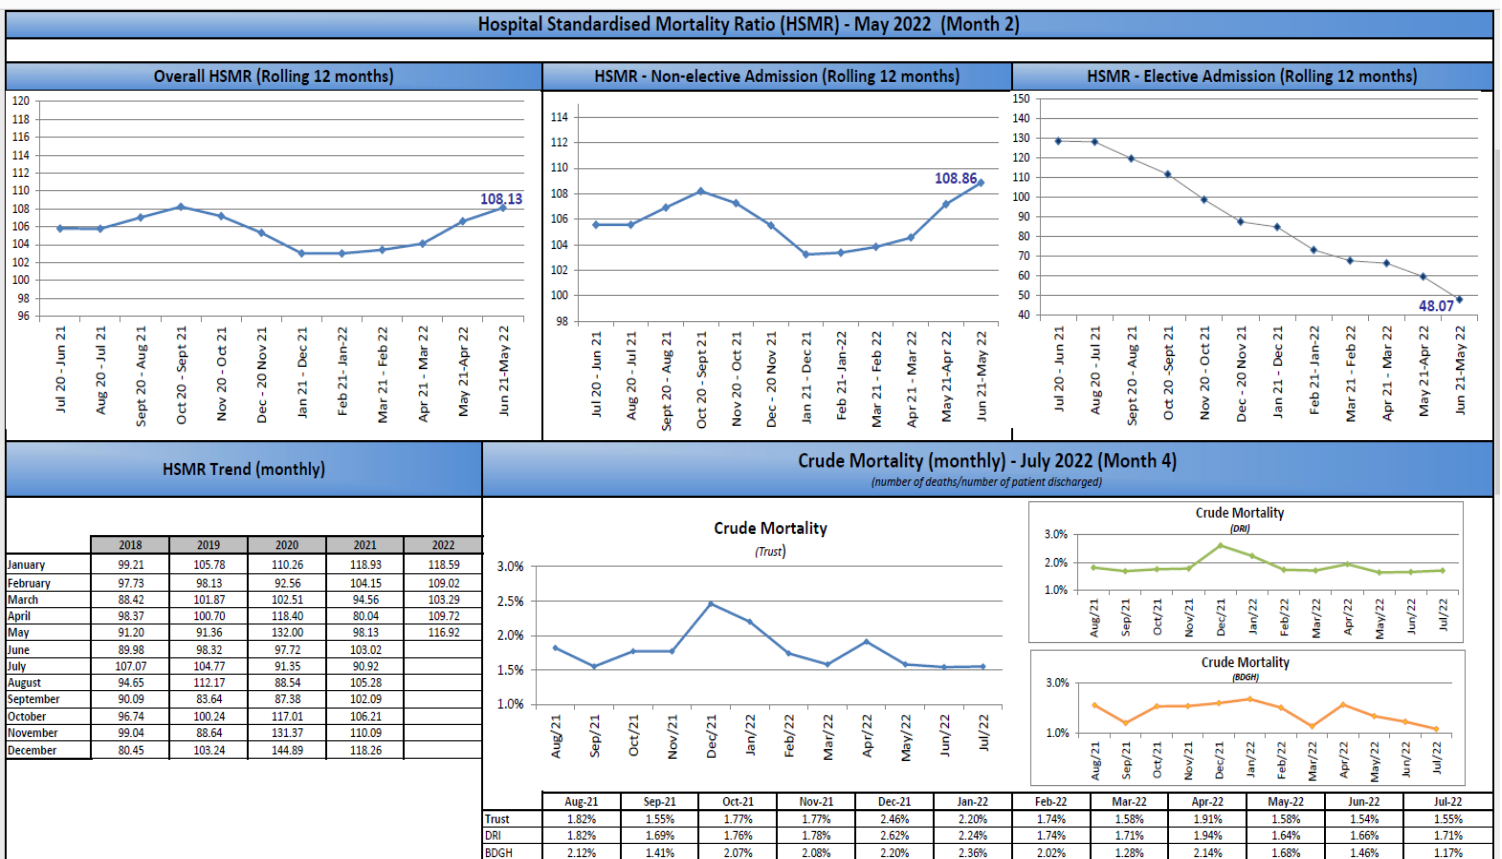 Hospital Standardised Mortality Ratio (HSMR) - May 2022 (Month 2)
Overall HSMR (Rolling 12 months)
120
118
116
114
112
110
108
106
104
102
100
98
96
108.13
Jul 20 - Jun 21
Aug 20 - Jul 21
Sept 20 - Aug 21
Oct 20 - Sept 21
Nov 20 - Oct 21
Dec - 20 Nov 21
Jan 21 - Dec 21
Feb 21- Jan-22
Mar 21 - Feb 22
Apr 21 - Mar 22
May 21-Apr 22
Jun 21-May 22
HSMR - Non-elective Admission (Rolling 12 months)
114
112
110
108
106
104
102
100
98
108.86
Jul 20 - Jun 21
Aug 20 - Jul 21
Sept 20 - Aug 21
Oct 20 - Sept 21
Nov 20 - Oct 21
Dec - 20 Nov 21
Jan 21 - Dec 21
Feb 21- Jan-22
Mar 21 - Feb 22
Apr 21 - Mar 22
May 21-Apr 22
Jun 21-May 22
HSMR - Elective Admission (Rolling 12 months)
150
140
130
120
110
100
90
80
70
60
50
40
48.07
Jul 20 - Jun 21
Aug 20 - Jul 21
Sept 20 - Aug 21
Oct 20 -Sept 21
Nov 20 - Oct 21
Dec - 20 Nov 21
Jan 21 - Dec 21
Feb 21- Jan-22
Mar 21 - Feb 22
Apr 21 - Mar 22
May 21-Apr 22
Jun 21-May 22
HSMR Trend (monthly)
2018 2019 2020 2021 2022
January 99.21 105.78 110.26 118.93 118.59
February 97.73 98.13 92.56 104.15 109.02
March 88.42 101.87 102.51 94.56 103.29
April 98.37 100.70 118.40 80.04 109.72
May 91.20 91.36 132.00 98.13 116.92
June 89.98 98.32 97.72 103.02
July 107.07 104.77 91.35 90.92
August 94.65 112.17 88.54 105.28
September 90.09 83.64 87.38 102.09
October 96.74 100.24 117.01 106.21
November 99.04 88.64 131.37 110.09
December 80.45 103.24 144.89 118.26
Crude Mortality (monthly) - July 2022 (Month 4)
(number of deaths/number of patient discharged)
Crude Mortality
(Trust)
3.0%
2.5%
2.0%
1.5%
1.0%
Aug/21
Sep/21
Oct/21
Nov/21
Dec/21
Jan/22
Feb/22
Mar/22
Apr/22
May/22
Jun/22
Jul/22
Crude Mortality
(DRI)
3.0%
2.0%
1.0%
Aug/21
Sep/21
Oct/21
Nov/21
Dec/21
Jan/22
Feb/22
Mar/22
Apr/22
May/22
Jun/22
Jul/22
Crude Mortality
(BDGH)
3.0%
1.0%
Aug/21
Sep/21
Oct/21
Nov/21
Dec/21
Jan/22
Feb/22
Mar/22
Apr/22
May/22
Jun/22
Jul/22
Aug-21 Sep-21 Oct-21 Nov-21 Dec-21 Jan-22 Feb-22 Mar-22 Apr-22 May-22 Jun-22 Jul-22
Trust 1.82% 1.55% 1.77% 1.77% 2.46% 2.20% 1.74% 1.58% 1.91% 1.58% 1.54% 1.55%
DRI 1.82% 1.69% 1.76% 1.78% 2.62% 2.24% 1.74% 1.71% 1.94% 1.64% 1.66% 1.71%
BDGH 2.12% 1.41% 2.07% 2.08% 2.20% 2.36% 2.02% 1.28% 2.14% 1.68% 1.46% 1.17%